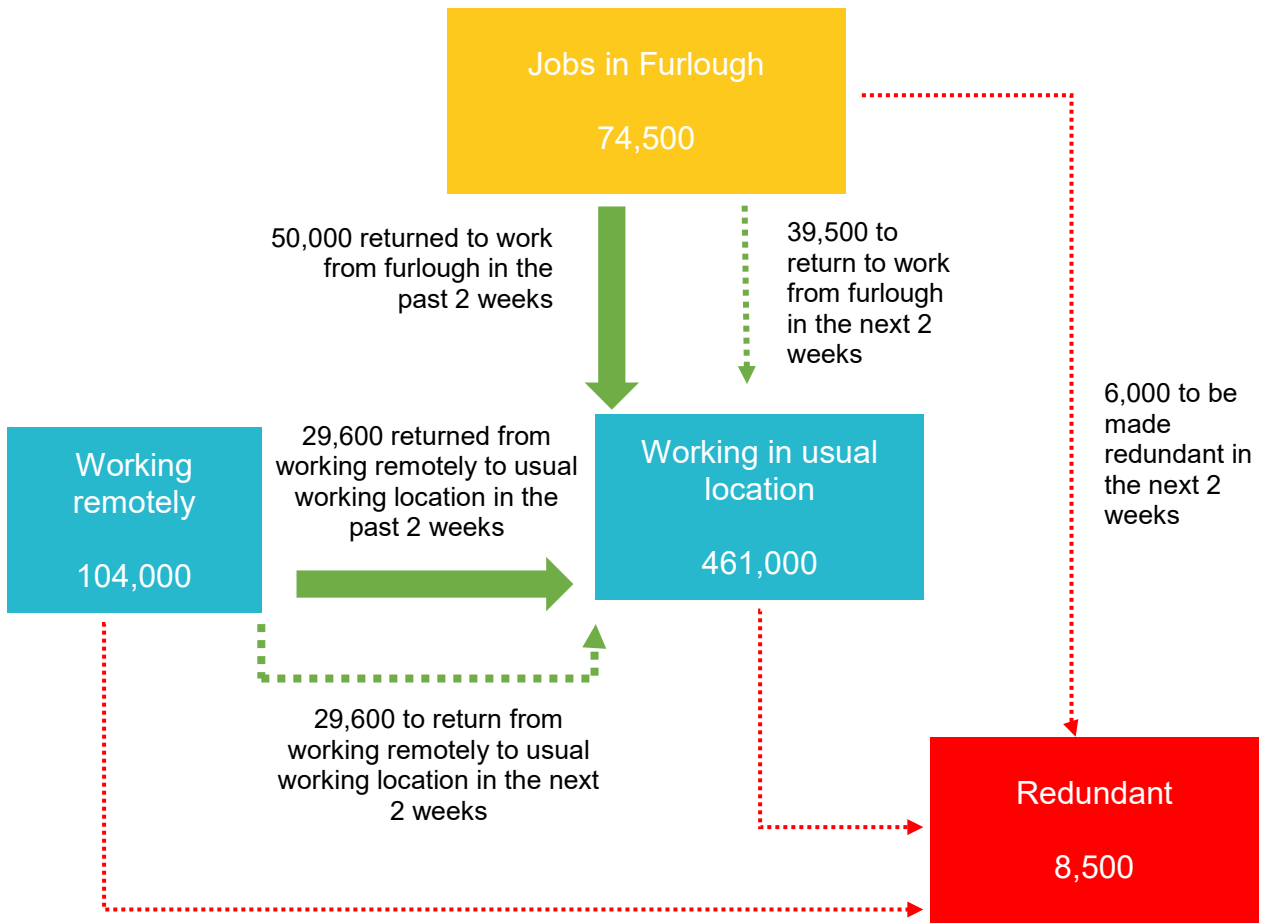 Jobs in Furlough
74,500
50,000 returned to work
from furlough in the
past 2 weeks
39,500 to
return to work
from furlough
in the next 2
weeks
6,000 to be
made
redundant in
the next 2
weeks
Working
remotely
104,000
29,600 returned from
working remotely to usual
working location in the
past 2 weeks
Working in usual
location
461,000
29,600 to return from
working remotely to usual
working location in the next
2 weeks
Redundant
8,500